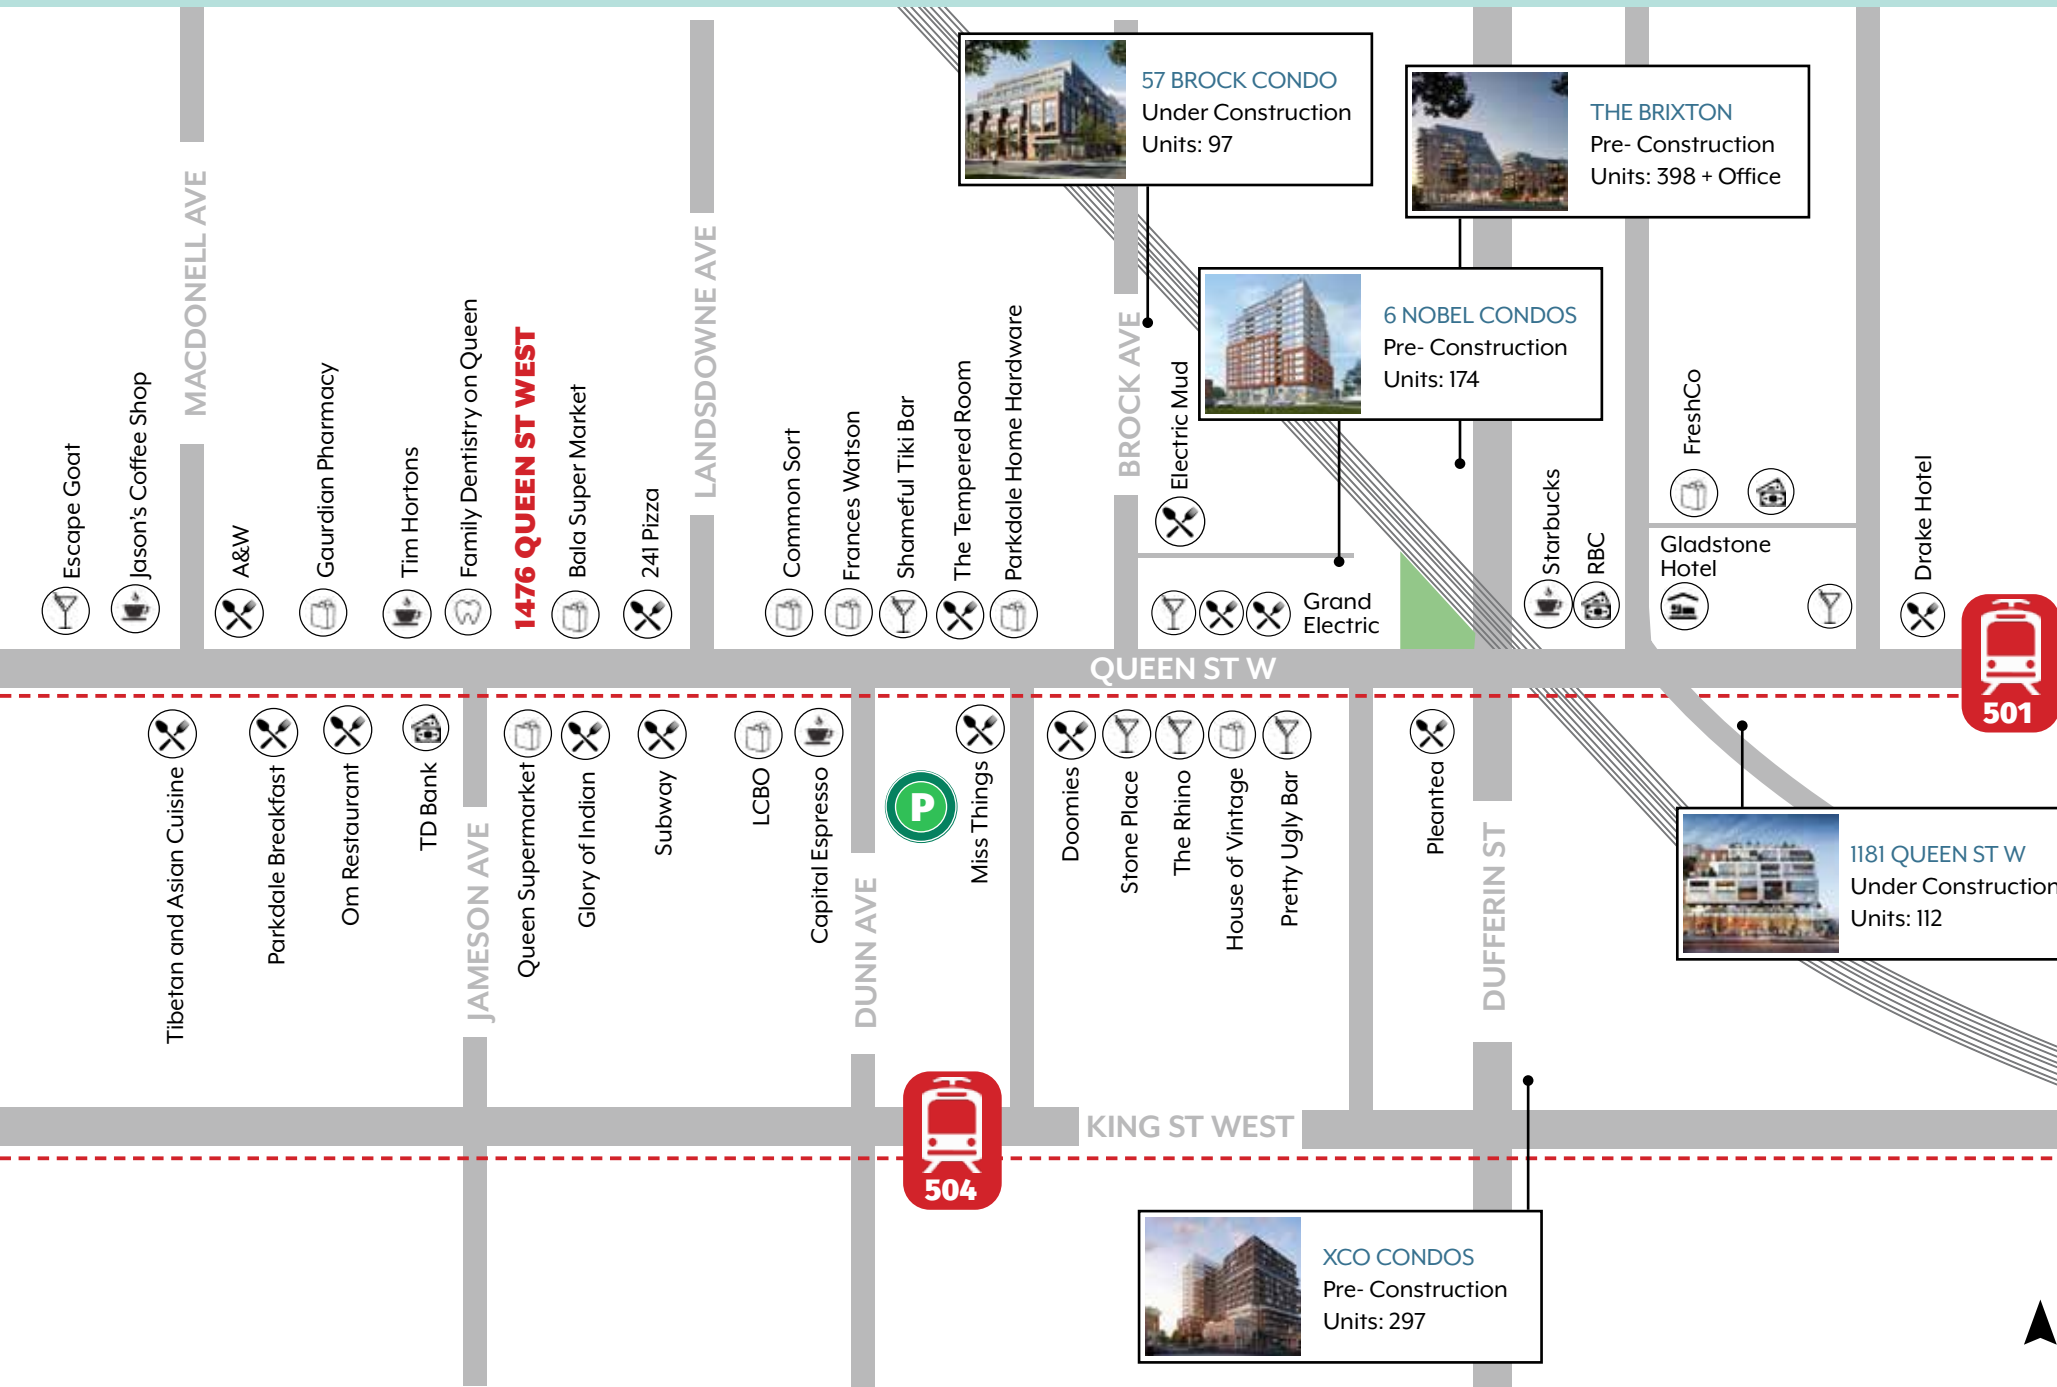 57 BROCK CONDO
Under Construction
Units: 97
THE BRIXTON
Pre- Construction
Units: 398 + Office
6 NOBEL CONDOS
Pre- Construction
Units: 174
MACDONELL AVE
LANDSDOWNE AVE
BROCK AVE
Escape Goat
Jason's Coffee Shop
A&W
Gaurdian Pharmacy
Tim Hortons
Family Dentistry on Queen
1476 QUEEN ST WEST
Bala Super Market
241 Pizza
Common Sort
Frances Watson
Shameful Tiki Bar
The Tempered Room
Parkdale Home Hardware
Electric Mud
Grand
Electric
Starbucks
RBC
FreshCo
Gladstone
Hotel
Drake Hotel
QUEEN ST W
501
Tibetan and Asian Cuisine
Parkdale Breakfast
Om Restaurant
TD Bank
JAMESON AVE
Queen Supermarket
Glory of Indian
Subway
LCBO
Capital Espresso
DUNN AVE
P
Miss Things
Doomies
Stone Place
The Rhino
House of Vintage
Pretty Ugly Bar
Pleantea
DUFFERIN ST
1181 QUEEN ST W
Under Construction
Units: 112
KING ST WEST
504
XCO CONDOS
Pre- Construction
Units: 297